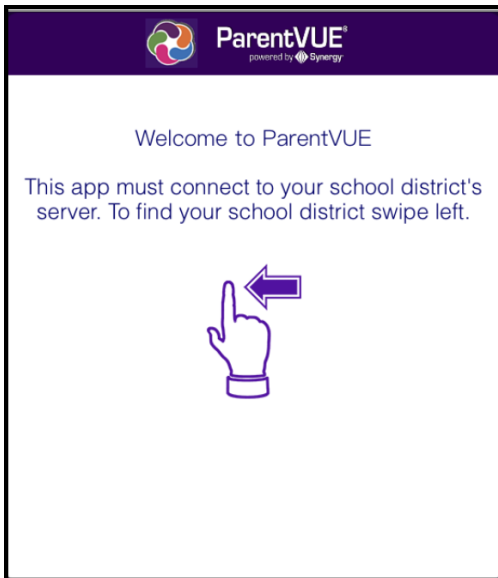 ParentVUE®
powered by Synergy
Welcome to ParentVUE
This app must connect to your school district's
server. To find your school district swipe left.